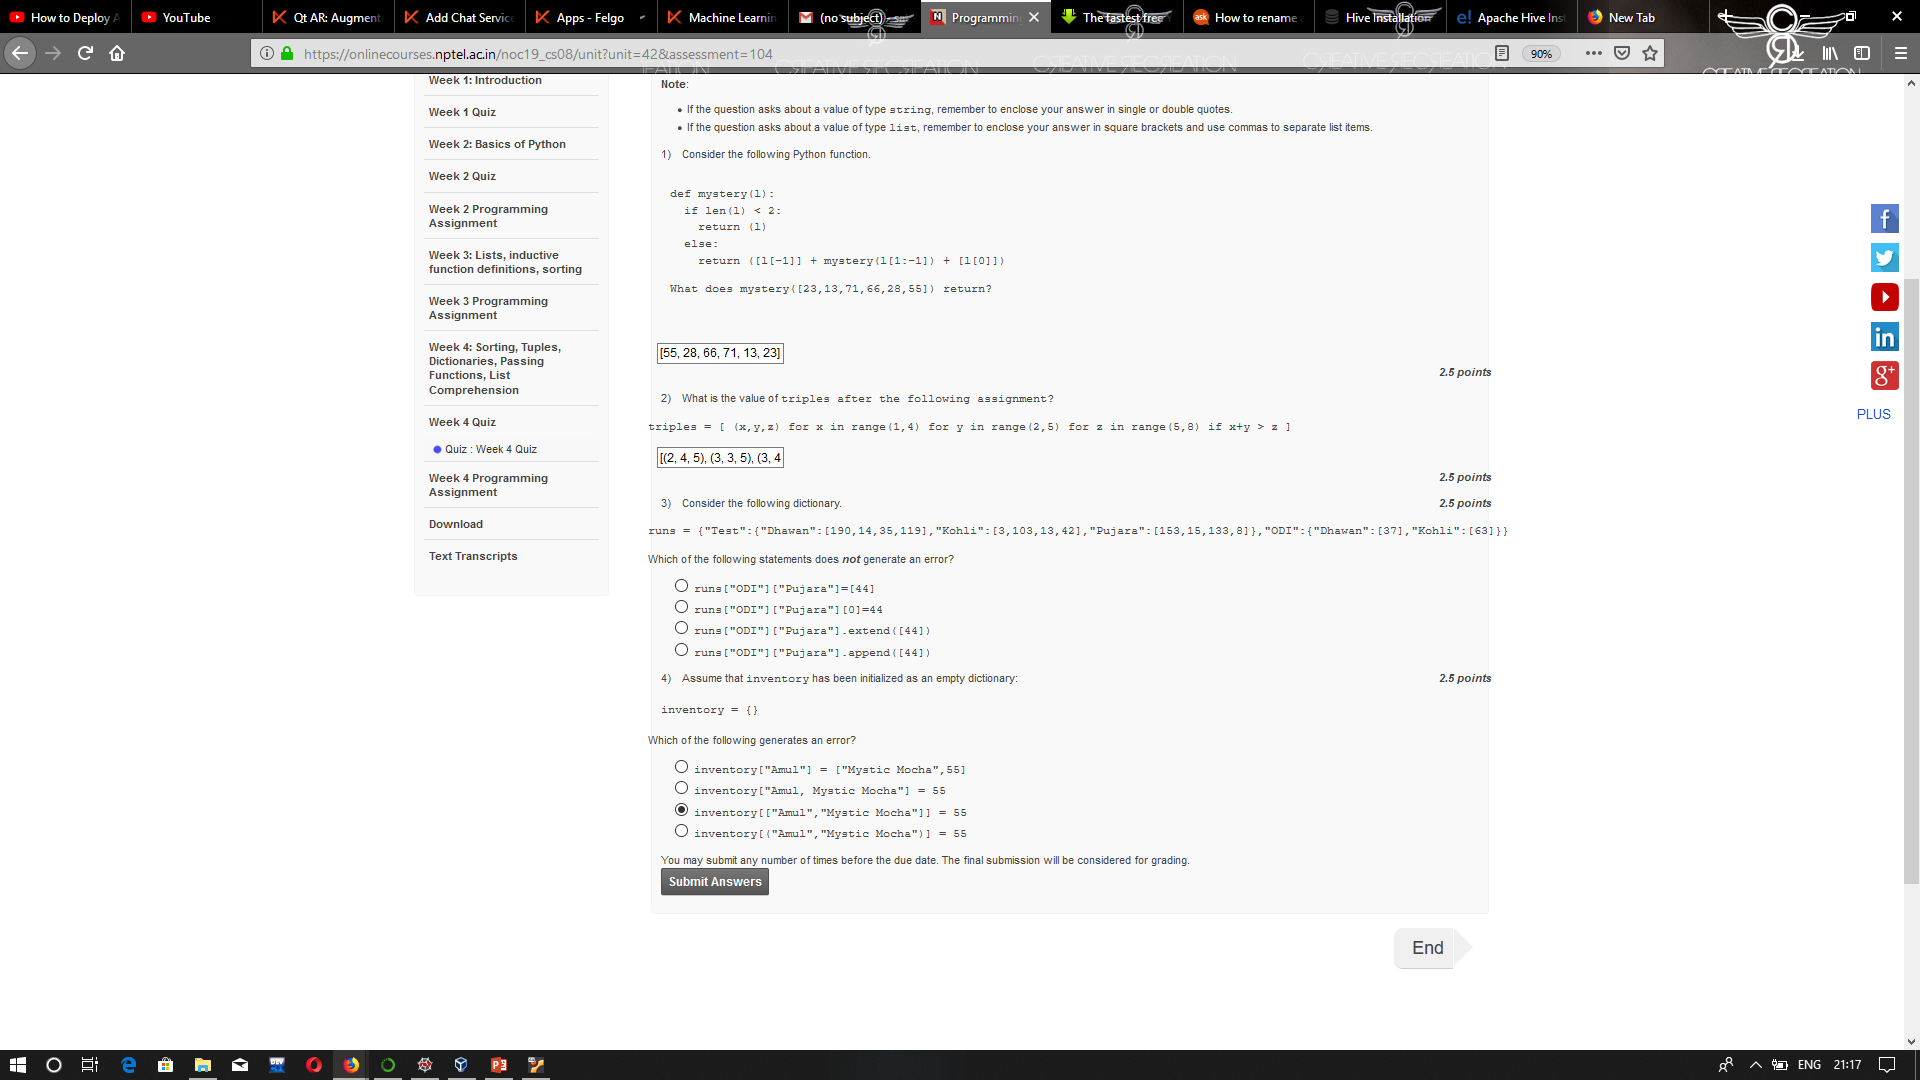 How to Deploy A
YouTube
Qt AR: Augment
Add Chat Service
Apps - Felgo
Machine Learnin
(no subject) - sa
Programmin
The fastest free Y
How to rename a
Hive Installation
Apache Hive Ins
New Tab
https://onlinecourses.nptel.ac.in/noc19_cs08/unit?unit=42&assessment=104
90%
CREATIVE RECREATION
Week 1: Introduction
Week 1 Quiz
Week 2: Basics of Python
Week 2 Quiz
Week 2 Programming
Assignment
Week 3: Lists, inductive
function definitions, sorting
Week 3 Programming
Assignment
Week 4: Sorting, Tuples,
Dictionaries, Passing
Functions, List
Comprehension
Week 4 Quiz
Quiz : Week 4 Quiz
Week 4 Programming
Assignment
Download
Text Transcripts
Note:
• If the question asks about a value of type string, remember to enclose your answer in single or double quotes.
• If the question asks about a value of type list, remember to enclose your answer in square brackets and use commas to separate list items.
1) Consider the following Python function.
def mystery(l):
if len(l) < 2:
return (l)
else:
return ([l[-1]] + mystery(l[1:-1]) + [l[0]])
What does mystery([23,13,71,66,28,55]) return?
[55, 28, 66, 71, 13, 23]
2.5 points
2) What is the value of triples after the following assignment?
triples = [ (x,y,z) for x in range(1,4) for y in range(2,5) for z in range(5,8) if x+y > z ]
[(2, 4, 5), (3, 3, 5), (3, 4
2.5 points
3) Consider the following dictionary.
2.5 points
runs = {"Test":{"Dhawan":[190,14,35,119],"Kohli":[3,103,13,42],"Pujara":[153,15,133,8]},"ODI":{"Dhawan":[37],"Kohli":[63]}}
Which of the following statements does not generate an error?
runs["ODI"]["Pujara"]=[44]
runs["ODI"]["Pujara"][0]=44
runs["ODI"]["Pujara"].extend([44])
runs["ODI"]["Pujara"].append([44])
4) Assume that inventory has been initialized as an empty dictionary:
2.5 points
inventory = {}
Which of the following generates an error?
inventory["Amul"] = ["Mystic Mocha",55]
inventory["Amul, Mystic Mocha"] = 55
inventory[["Amul","Mystic Mocha"]] = 55
inventory[("Amul","Mystic Mocha")] = 55
You may submit any number of times before the due date. The final submission will be considered for grading.
Submit Answers
End
f
in
g+
PLUS
ENG
21:17